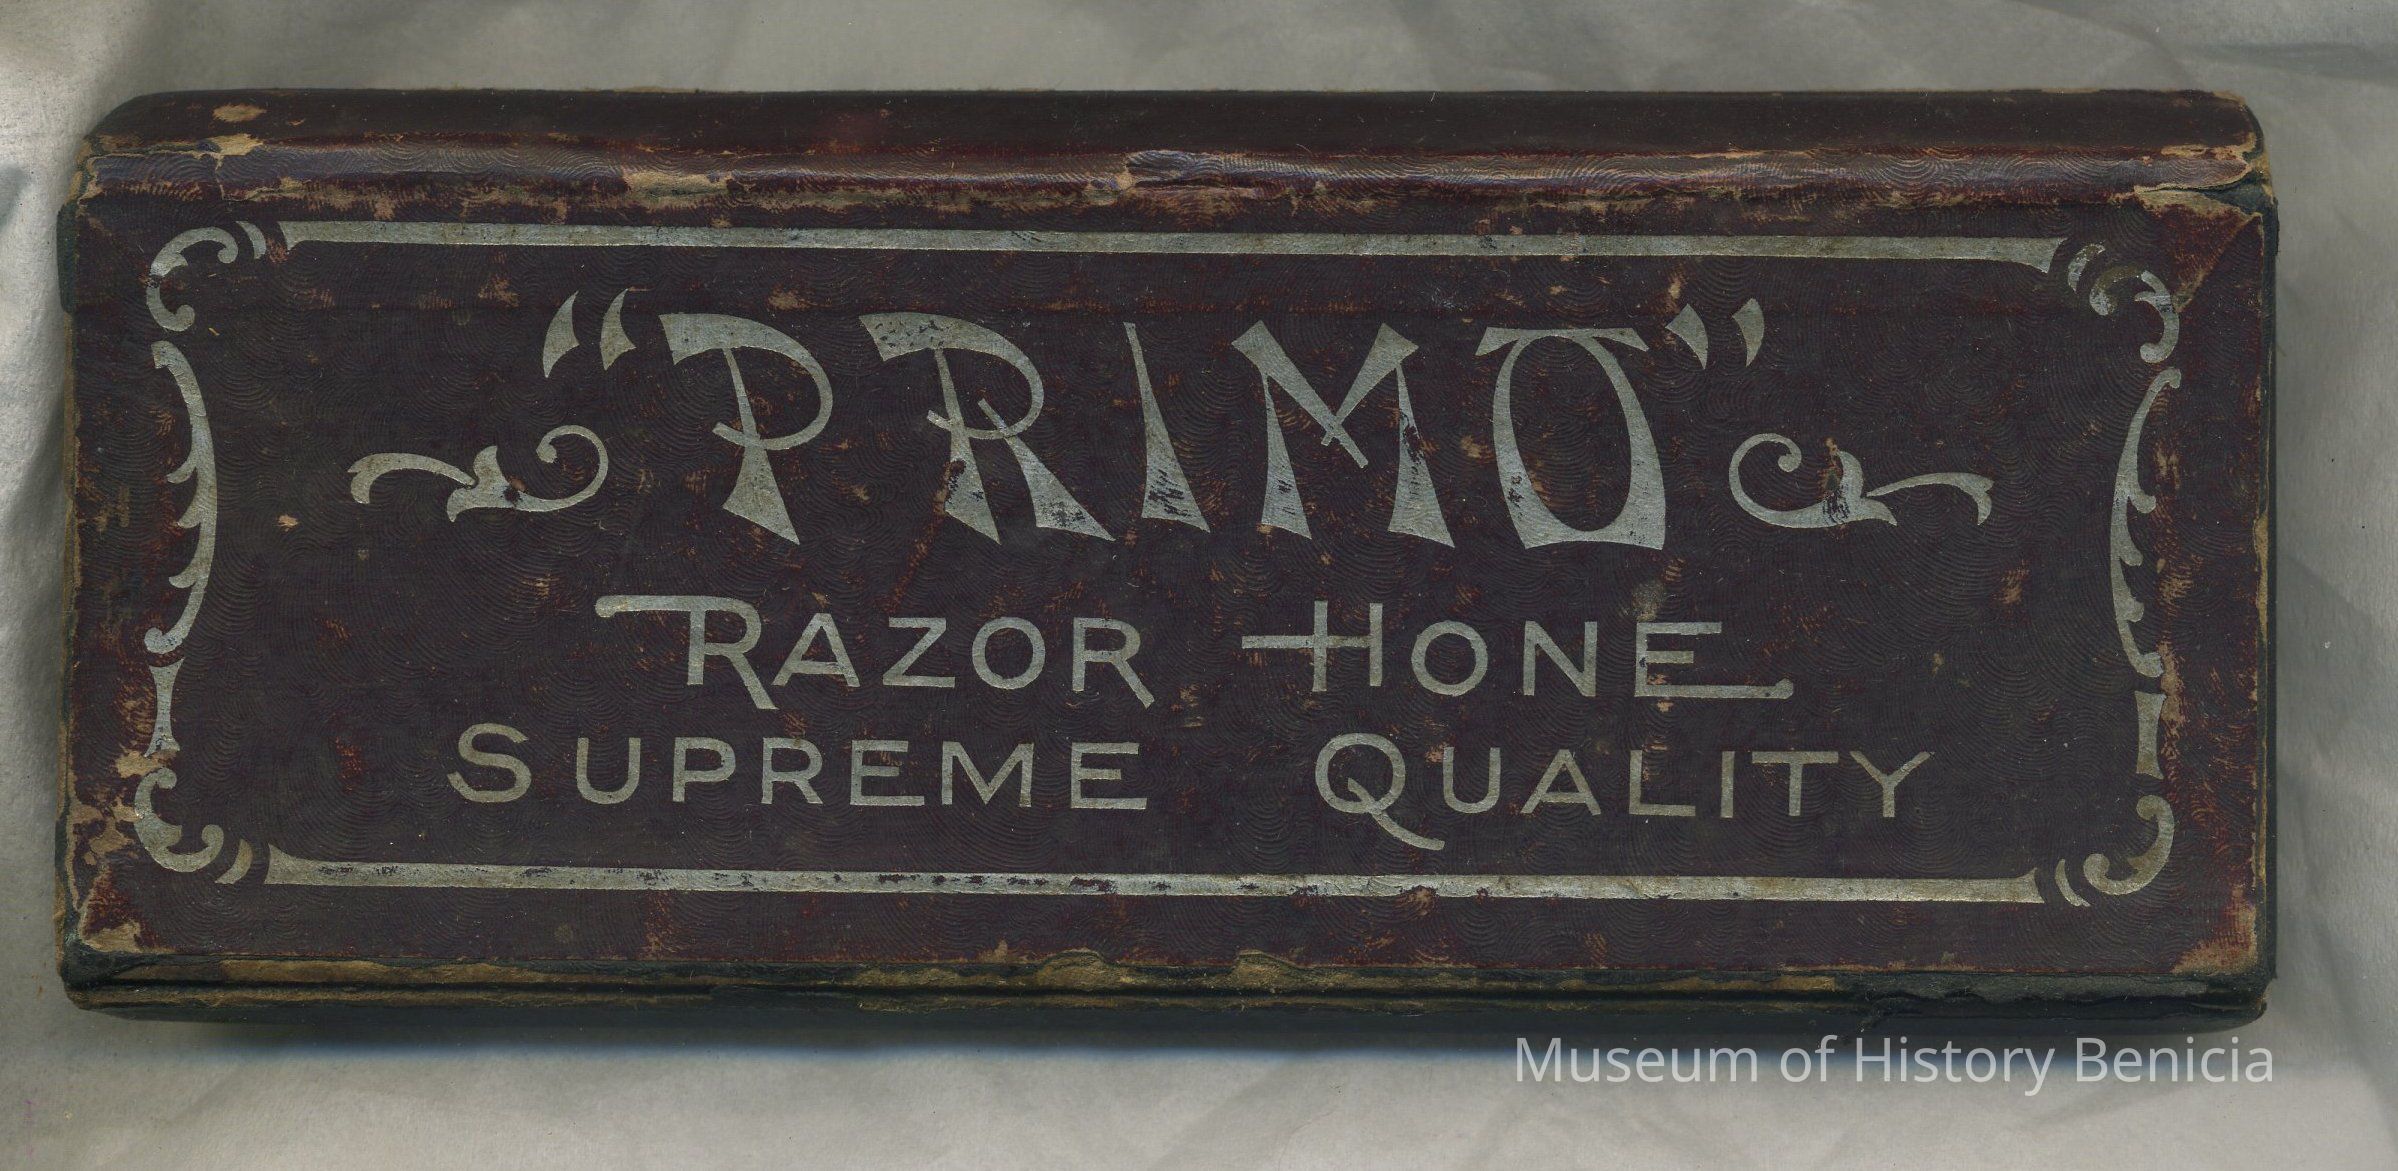 "PRIMO"
RAZOR HONE
SUPREME QUALITY
Museum of History Benicia